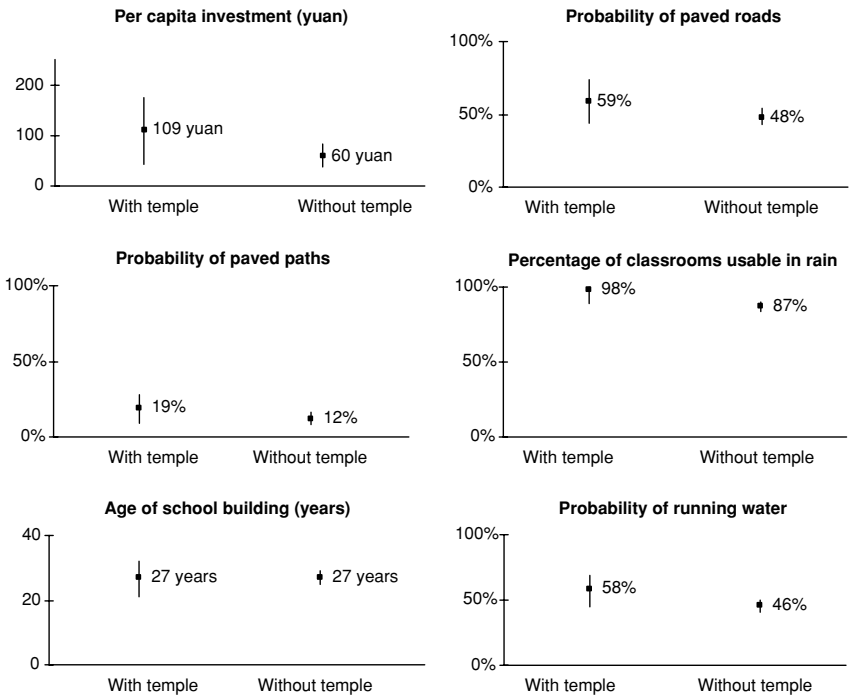 Per capita investment (yuan)
200
100
0
109 yuan
60 yuan
With temple
Without temple
Probability of paved roads
100%
50%
0%
59%
48%
With temple
Without temple
Probability of paved paths
100%
50%
0%
19%
12%
With temple
Without temple
Percentage of classrooms usable in rain
100%
50%
0%
98%
87%
With temple
Without temple
Age of school building (years)
40
20
0
27 years
27 years
With temple
Without temple
Probability of running water
100%
50%
0%
58%
46%
With temple
Without temple